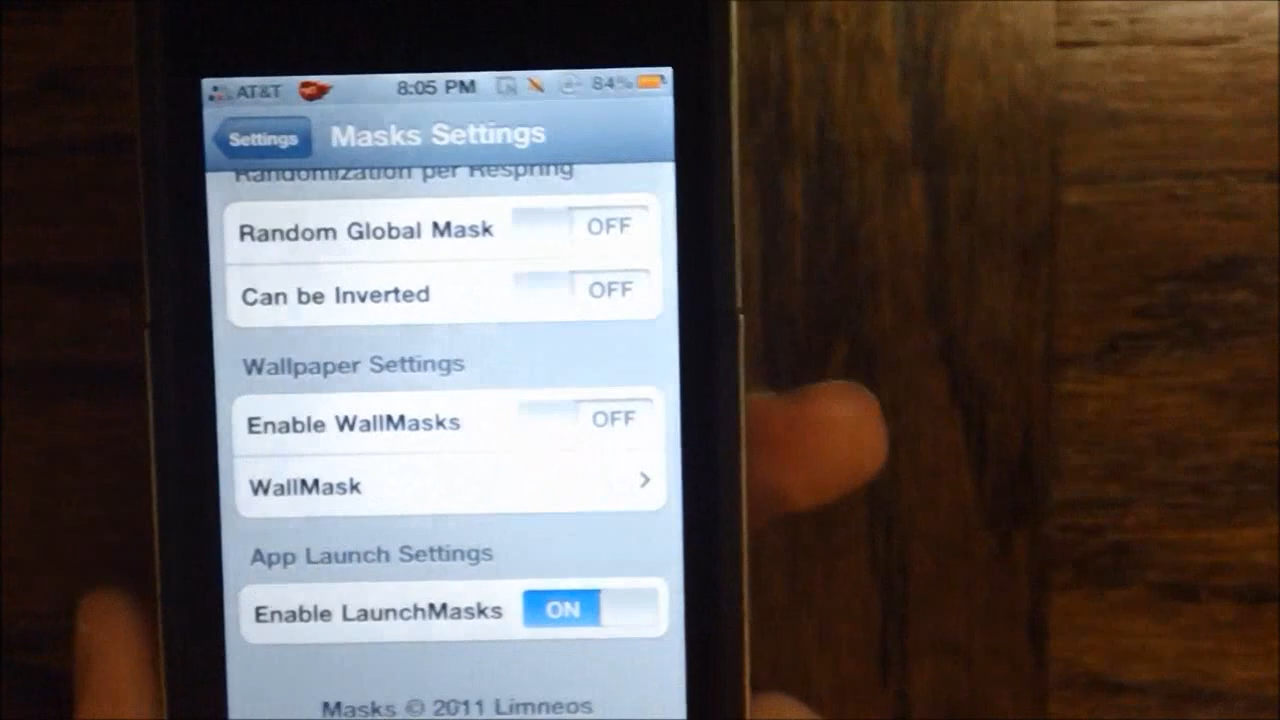 AT&T 8:05 PM 84%
Settings Masks Settings
Randomization per Respring
Random Global Mask OFF
Can be Inverted OFF
Wallpaper Settings
Enable WallMasks OFF
WallMask
App Launch Settings
Enable LaunchMasks ON
Masks © 2011 Limneos